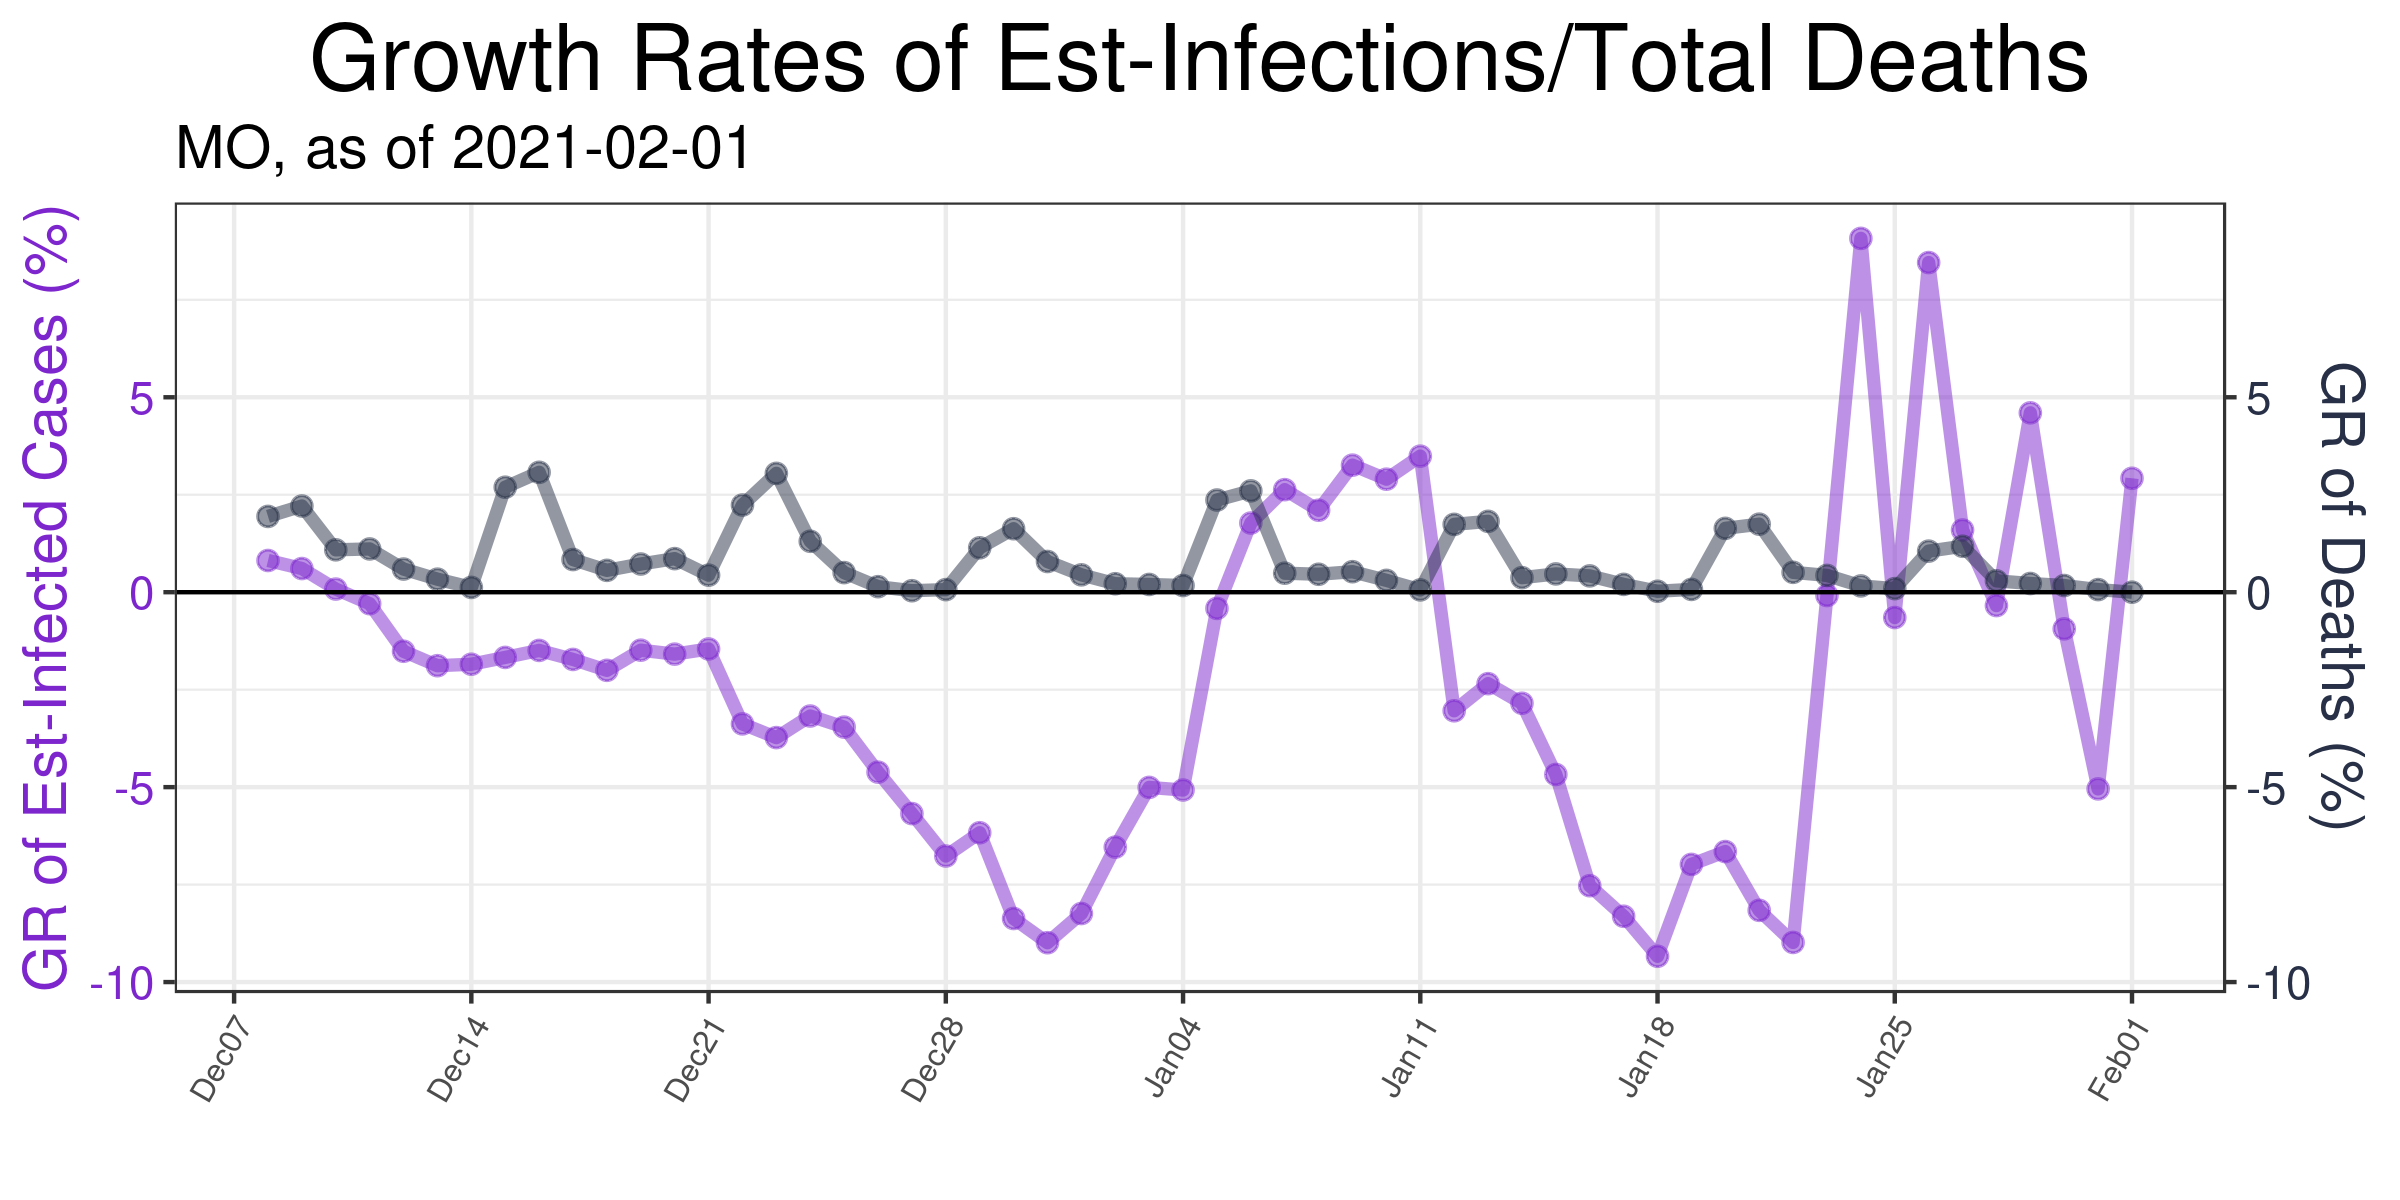 Growth Rates of Est-Infections/Total Deaths
MO, as of 2021-02-01
GR of Est-Infected Cases (%)
5
0
-5
-10
5
0
-5
-10
GR of Deaths (%)
Dec07
Dec14
Dec21
Dec28
Jan04
Jan11
Jan18
Jan25
Feb01